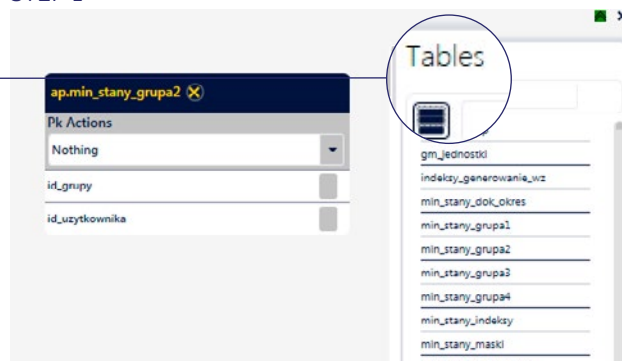 Tables
ap.min_stany_grupa2
Pk Actions
Nothing
id_grupy
id_uzytkownika
gm_jednostki
indeksy_generowanie_wz
min_stany_dok_okres
min_stany_grupa1
min_stany_grupa2
min_stany_grupa3
min_stany_grupa4
min_stany_indeksy
min_stany_maski